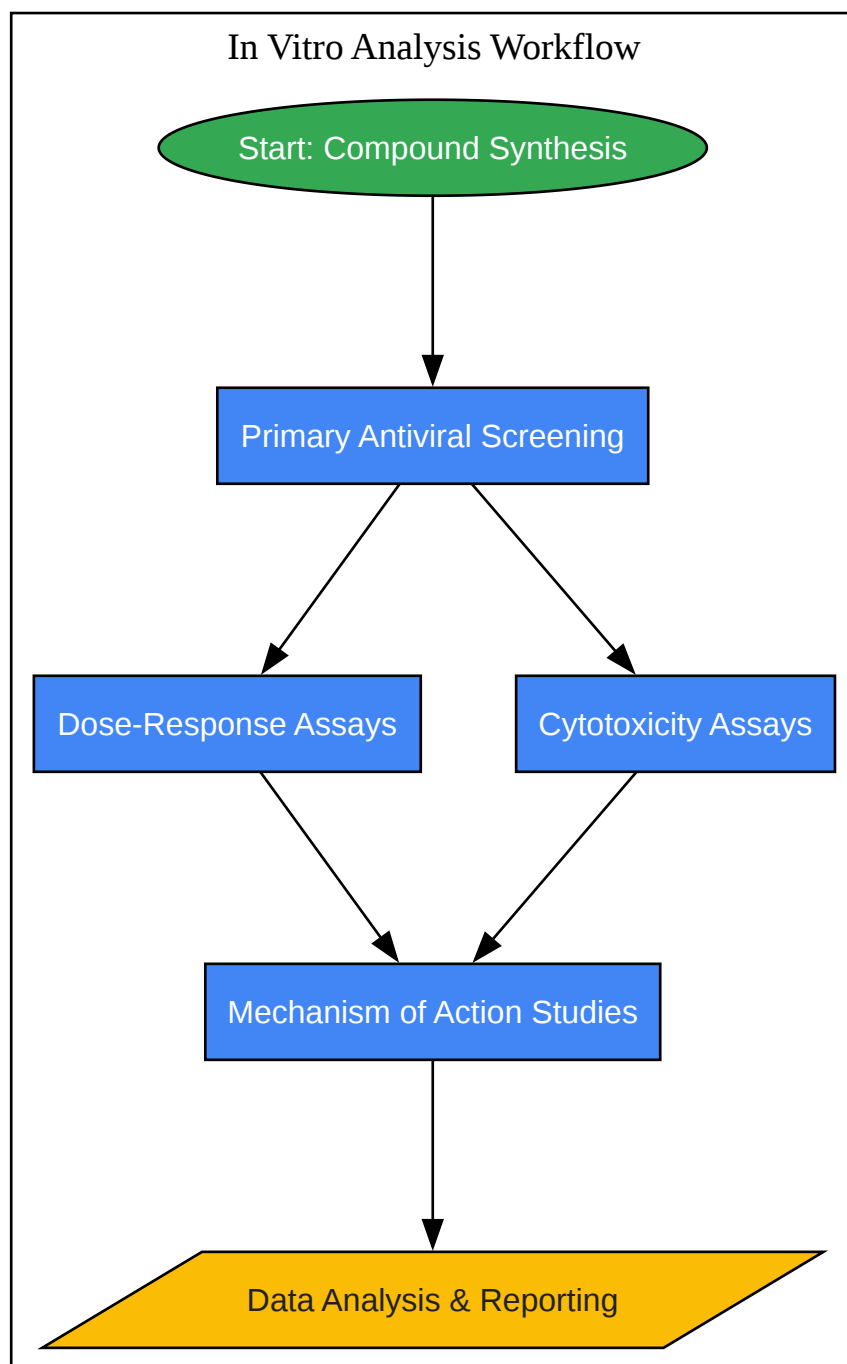 In Vitro Analysis Workflow
Start: Compound Synthesis
Primary Antiviral Screening
Dose-Response Assays
Cytotoxicity Assays
Mechanism of Action Studies
Data Analysis & Reporting